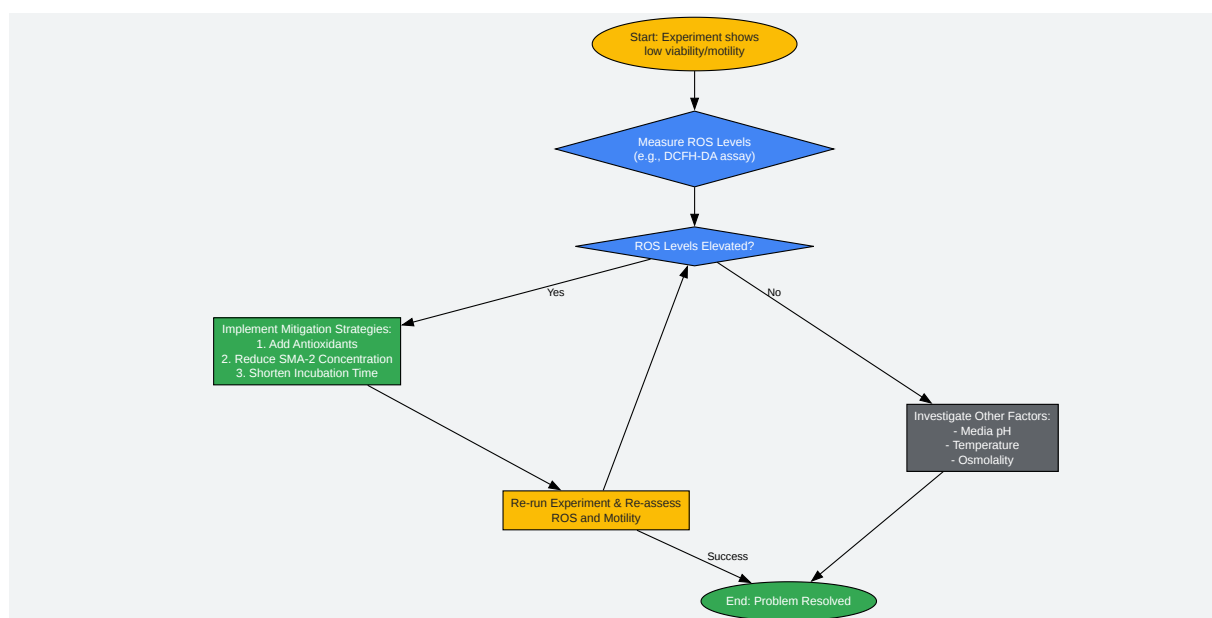 Start: Experiment shows
low viability/motility
Measure ROS Levels
(e.g., DCFH-DA assay)
ROS Levels Elevated?
Yes
No
Implement Mitigation Strategies:
1. Add Antioxidants
2. Reduce SMA-2 Concentration
3. Shorten Incubation Time
Investigate Other Factors:
- Media pH
- Temperature
- Osmolality
Re-run Experiment & Re-assess
ROS and Motility
Success
End: Problem Resolved